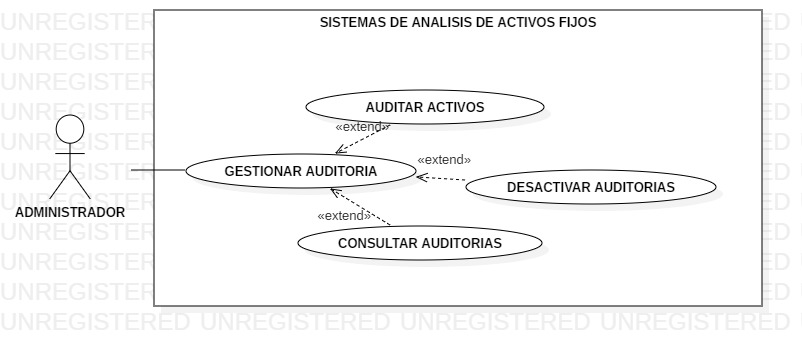 SISTEMAS DE ANALISIS DE ACTIVOS FIJOS
AUDITAR ACTIVOS
«extend»
«extend»
GESTIONAR AUDITORIA
DESACTIVAR AUDITORIAS
ADMINISTRADOR
«extend»
CONSULTAR AUDITORIAS
UNREGISTERED UNREGISTERED UNREGISTERED UNREGISTERED